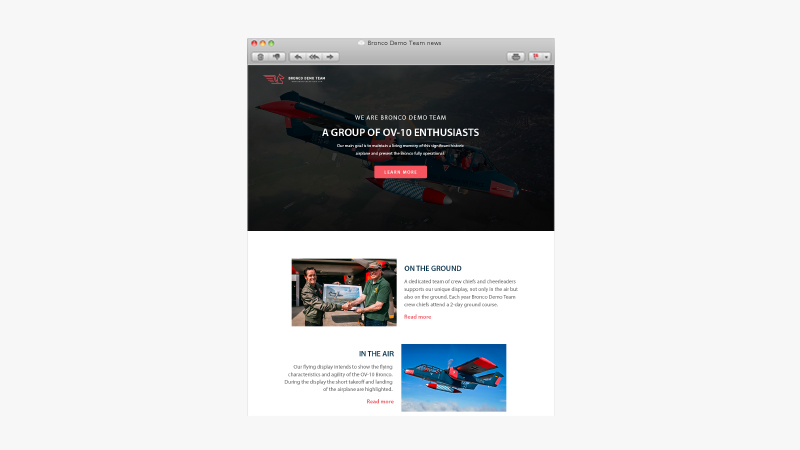 Bronco Demo Team news
BRONCO DEMO TEAM
WE ARE BRONCO DEMO TEAM
A GROUP OF OV-10 ENTHUSIASTS
Our main goal is to maintain a living memory of this significant historic
airplane and present the Bronco fully operational!
LEARN MORE
ON THE GROUND
A dedicated team of crew chiefs and cheerleaders
supports our unique display, not only in the air but
also on the ground. Each year Bronco Demo Team
crew chiefs attend a 2-day ground course.
Read more
IN THE AIR
Our flying display intends to show the flying
characteristics and agility of the OV-10 Bronco.
During the display the short takeoff and landing
of the airplane are highlighted.
Read more